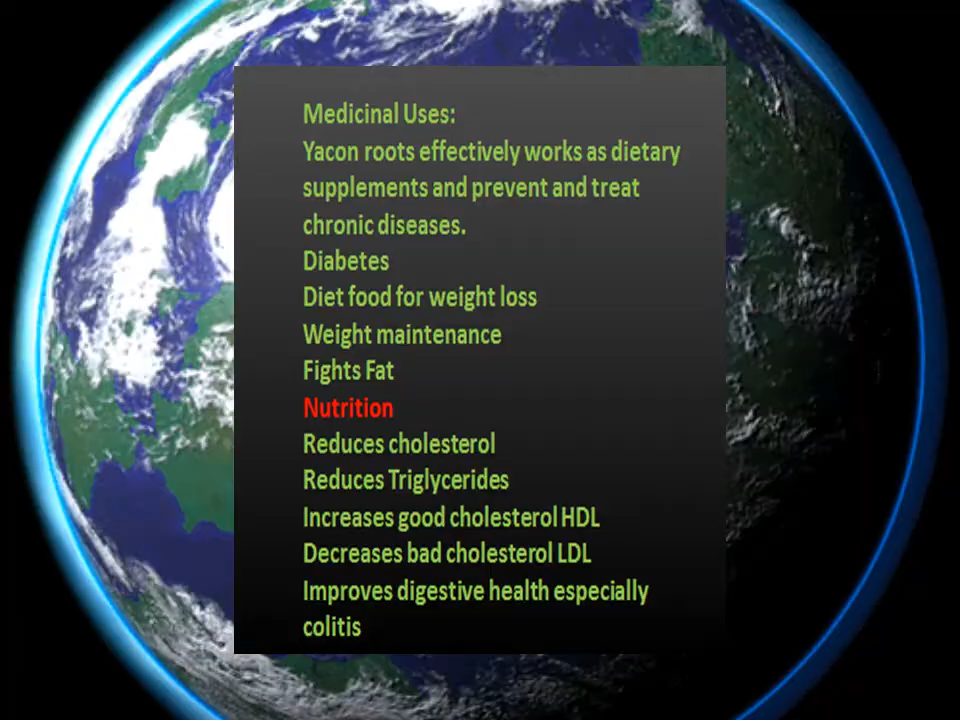 Medicinal Uses:
Yacon roots effectively works as dietary
supplements and prevent and treat
chronic diseases.
Diabetes
Diet food for weight loss
Weight maintenance
Fights Fat
Nutrition
Reduces cholesterol
Reduces Triglycerides
Increases good cholesterol HDL
Decreases bad cholesterol LDL
Improves digestive health especially
colitis